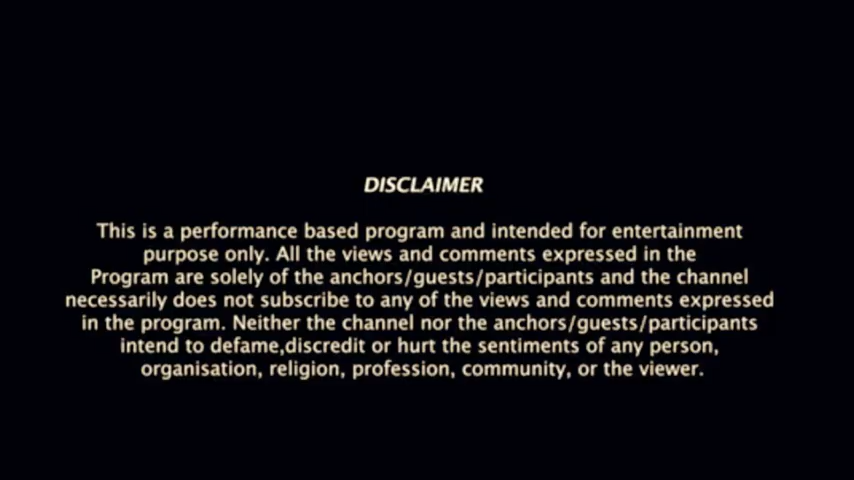 DISCLAIMER
This is a performance based program and intended for entertainment
purpose only. All the views and comments expressed in the
Program are solely of the anchors/guests/participants and the channel
necessarily does not subscribe to any of the views and comments expressed
in the program. Neither the channel nor the anchors/guests/participants
intend to defame,discredit or hurt the sentiments of any person,
organisation, religion, profession, community, or the viewer.